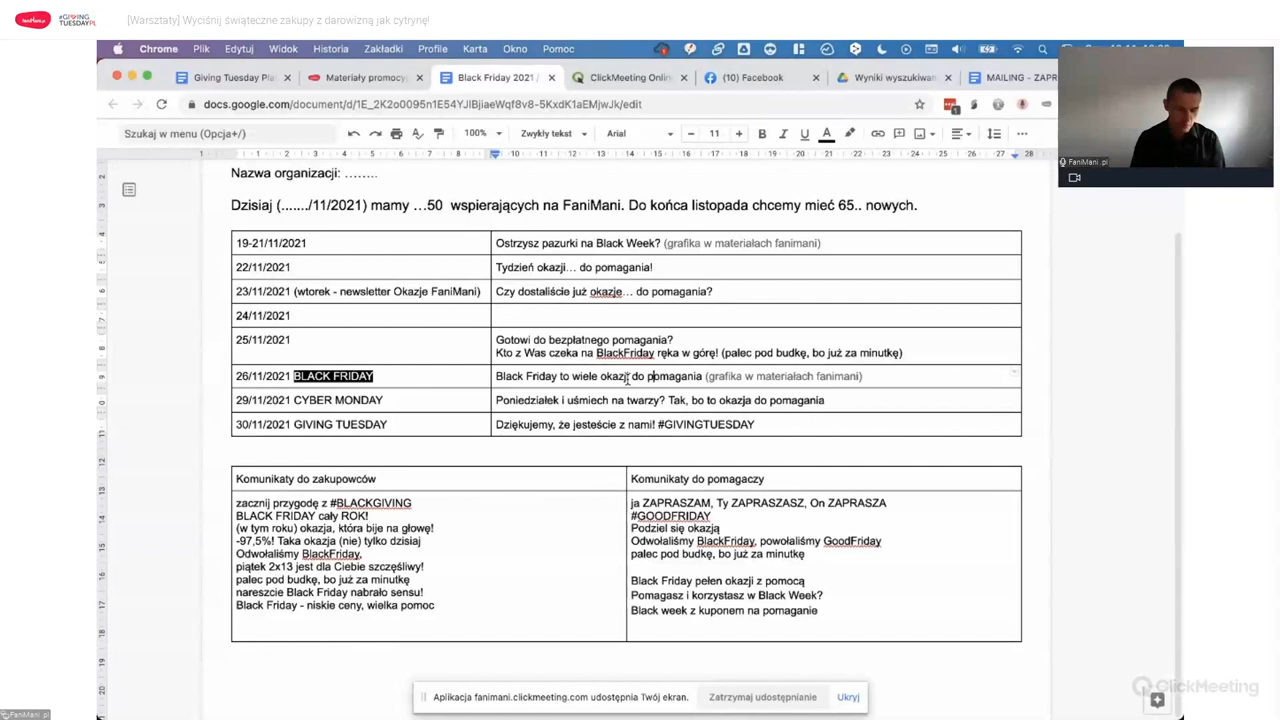 #GIVING
TUESDAYPL
[Warsztaty] Wyciśnij świąteczne zakupy z darowizną jak cytrynę!
Chrome Plik Edytuj Widok Historia Zakładki Profile Karta Okno Pomoc
Giving Tuesday Pla
Materiały promocyj
Black Friday 2021 /
ClickMeeting Onlin
(10) Facebook
Wyniki wyszukiwan
MAILING - ZAPR
docs.google.com/document/d/1E_2K2o0095n1E54YJlBjiaeWqf8v8-5KxdK1aEMjwJk/edit
Szukaj w menu (Opcja+/)
100%
Zwykły tekst
Arial
11
FaniMani .pl
Nazwa organizacji: ........
Dzisiaj (......./11/2021) mamy …50 wspierających na FaniMani. Do końca listopada chcemy mieć 65.. nowych.
19-21/11/2021 Ostrzysz pazurki na Black Week? (grafika w materiałach fanimani)
22/11/2021 Tydzień okazji… do pomagania!
23/11/2021 (wtorek - newsletter Okazje FaniMani) Czy dostaliście już okazje… do pomagania?
24/11/2021
25/11/2021 Gotowi do bezpłatnego pomagania?
Kto z Was czeka na BlackFriday ręka w górę! (palec pod budkę, bo już za minutkę)
26/11/2021 BLACK FRIDAY Black Friday to wiele okazji do pomagania (grafika w materiałach fanimani)
29/11/2021 CYBER MONDAY Poniedziałek i uśmiech na twarzy? Tak, bo to okazja do pomagania
30/11/2021 GIVING TUESDAY Dziękujemy, że jesteście z nami! #GIVINGTUESDAY
Komunikaty do zakupowców
zacznij przygodę z #BLACKGIVING
BLACK FRIDAY cały ROK!
(w tym roku) okazja, która bije na głowę!
-97,5%! Taka okazja (nie) tylko dzisiaj
Odwołaliśmy BlackFriday,
piątek 2x13 jest dla Ciebie szczęśliwy!
palec pod budkę, bo już za minutkę
nareszcie Black Friday nabrało sensu!
Black Friday - niskie ceny, wielka pomoc
Komunikaty do pomagaczy
ja ZAPRASZAM, Ty ZAPRASZASZ, On ZAPRASZA
#GOODFRIDAY
Podziel się okazją
Odwołaliśmy BlackFriday, powołaliśmy GoodFriday
palec pod budkę, bo już za minutkę
Black Friday pełen okazji z pomocą
Pomagasz i korzystasz w Black Week?
Black week z kuponem na pomaganie
Aplikacja fanimani.clickmeeting.com udostępnia Twój ekran.
Zatrzymaj udostępnianie
Ukryj
ClickMeeting
FaniMani .pl